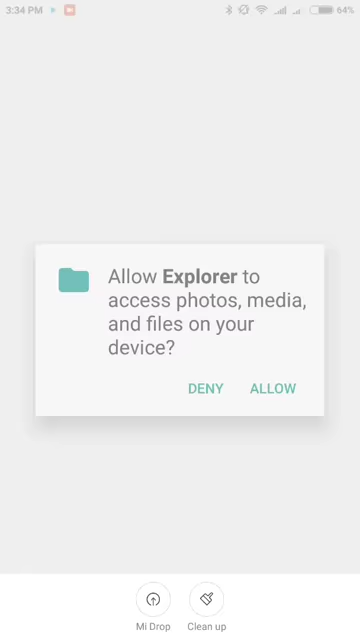 3:34 PM
64%
Allow Explorer to
access photos, media,
and files on your
device?
DENY ALLOW
Mi Drop Clean up